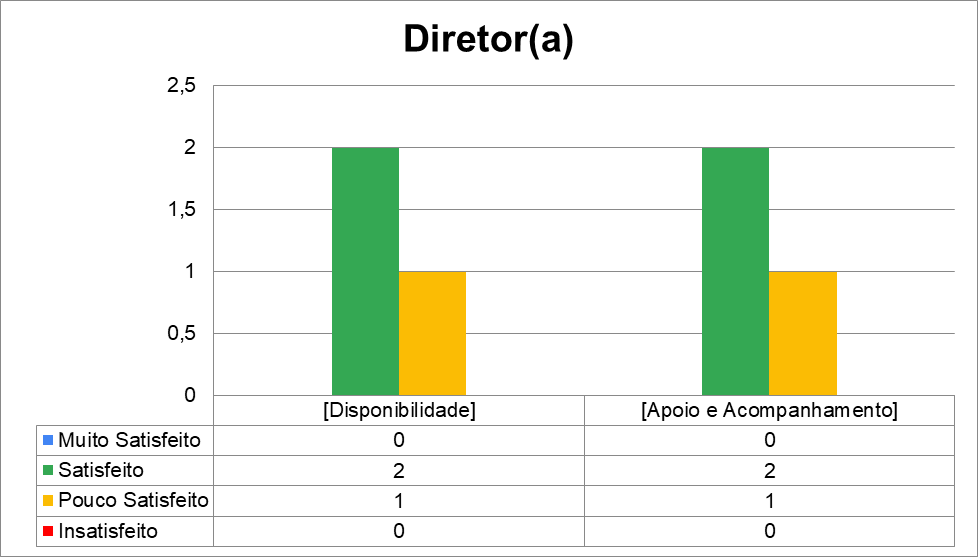 Diretor(a)
2,5
2
1,5
1
0,5
0
[Disponibilidade] [Apoio e Acompanhamento]
Muito Satisfeito 0 0
Satisfeito 2 2
Pouco Satisfeito 1 1
Insatisfeito 0 0